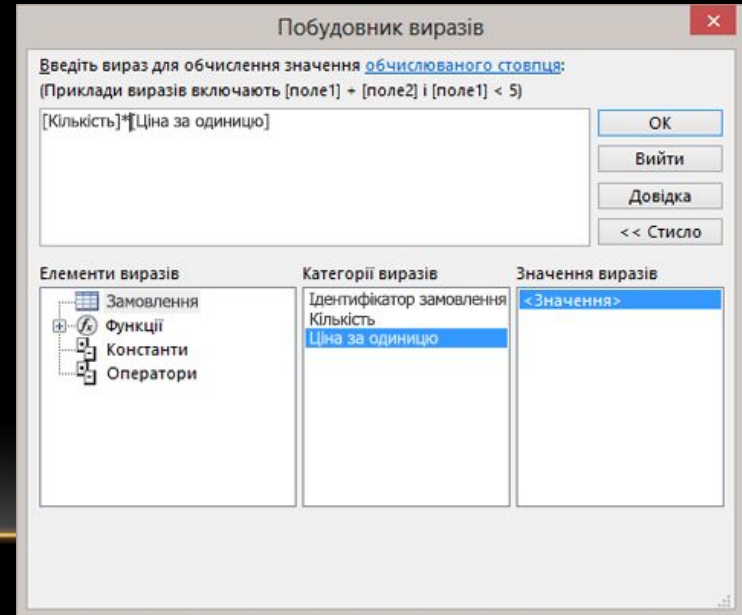 Побудовник виразів
Введіть вираз для обчислення значення обчислюваного стовпця:
(Приклади виразів включають [поле1] + [поле2] і [поле1] < 5)
[Кількість]*[Ціна за одиницю]
ОК
Вийти
Довідка
<< Стисло
Елементи виразів
Категорії виразів
Значення виразів
Замовлення
Функції
Константи
Оператори
Ідентифікатор замовлення
Кількість
Ціна за одиницю
<Значення>